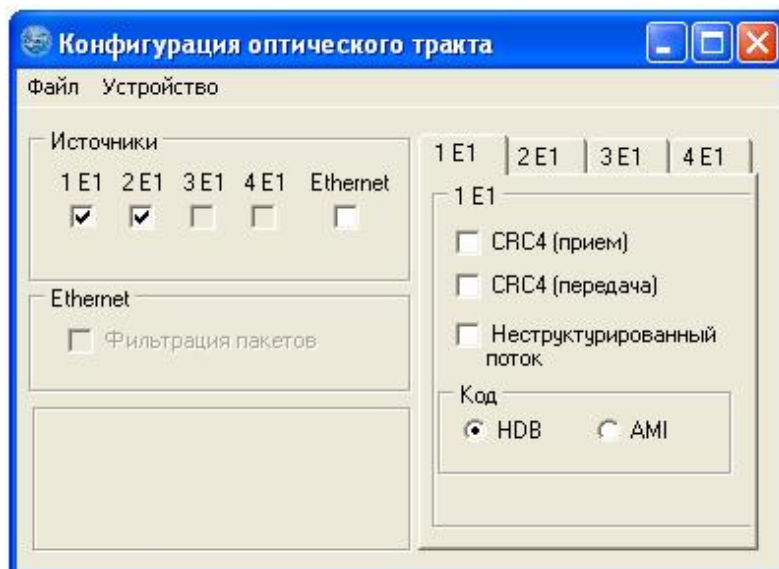 Конфигурация оптического тракта
Файл Устройство
Источники
1 E1 2 E1 3 E1 4 E1 Ethernet
Ethernet
Фильтрация пакетов
1 E1 2 E1 3 E1 4 E1
1 E1
CRC4 (прием)
CRC4 (передача)
Неструктурированный
поток
Код
HDB AMI